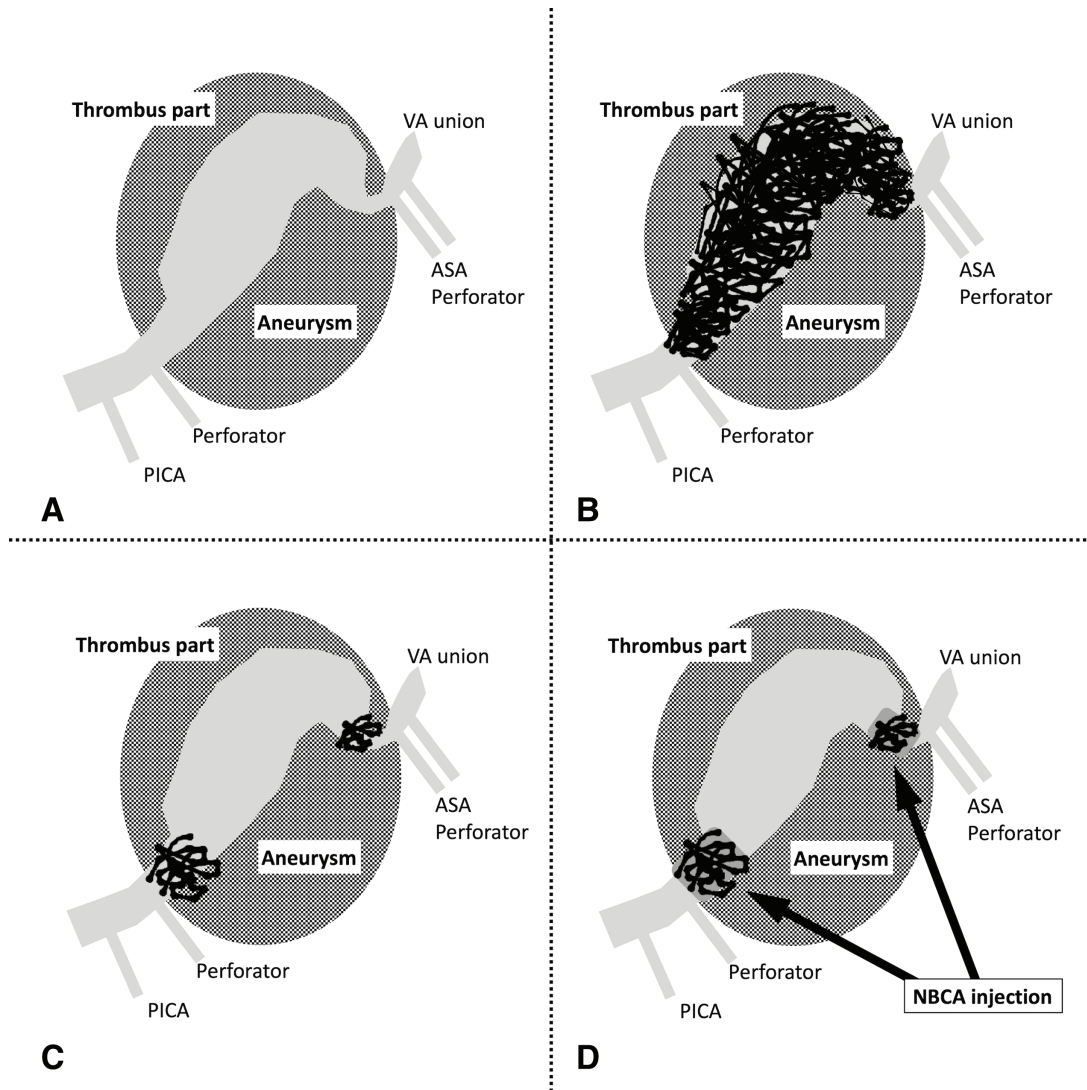 Thrombus part
VA union
ASA
Perforator
Aneurysm
Perforator
PICA
A
Thrombus part
VA union
ASA
Perforator
Aneurysm
Perforator
PICA
B
Thrombus part
VA union
ASA
Perforator
Aneurysm
Perforator
PICA
C
Thrombus part
VA union
ASA
Perforator
Aneurysm
Perforator
NBCA injection
PICA
D